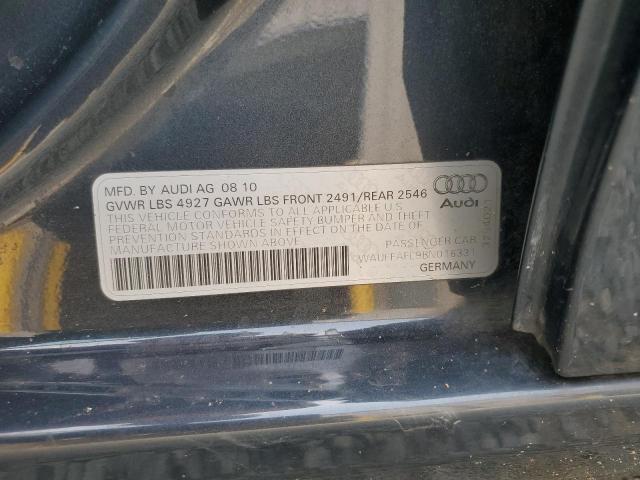 MFD. BY AUDI AG 08 10
GVWR LBS 4927 GAWR LBS FRONT 2491/REAR 2546
THIS VEHICLE CONFORMS TO ALL APPLICABLE U.S.
FEDERAL MOTOR VEHICLE SAFETY BUMPER AND THEFT
PREVENTION STANDARDS IN EFFECT ON THE DATE OF
MANUFACTURE SHOWN ABOVE.
PASSENGER CAR
WAUFFAFL9BN016331
GERMANY
Audi